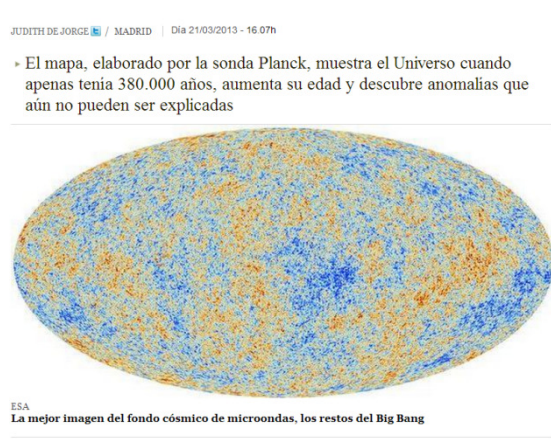 JUDITH DE JORGE / MADRID Día 21/03/2013 - 16.07h
El mapa, elaborado por la sonda Planck, muestra el Universo cuando
apenas tenía 380.000 años, aumenta su edad y descubre anomalías que
aún no pueden ser explicadas
ESA
La mejor imagen del fondo cósmico de microondas, los restos del Big Bang